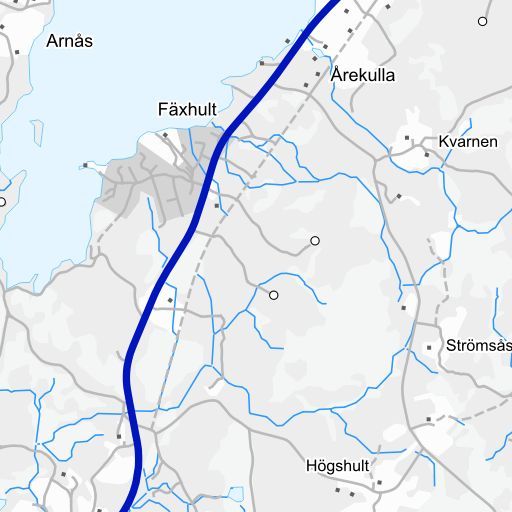 Arnås
Årekulla
Fäxhult
Kvarnen
Strömsås
Högshult